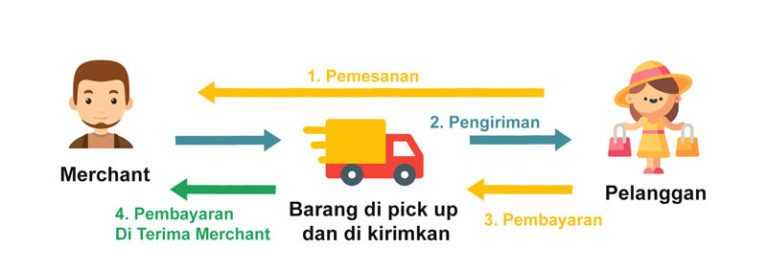 1. Pemesanan
2. Pengiriman
Merchant
Pelanggan
Barang di pick up
dan di kirimkan
3. Pembayaran
4. Pembayaran
Di Terima Merchant